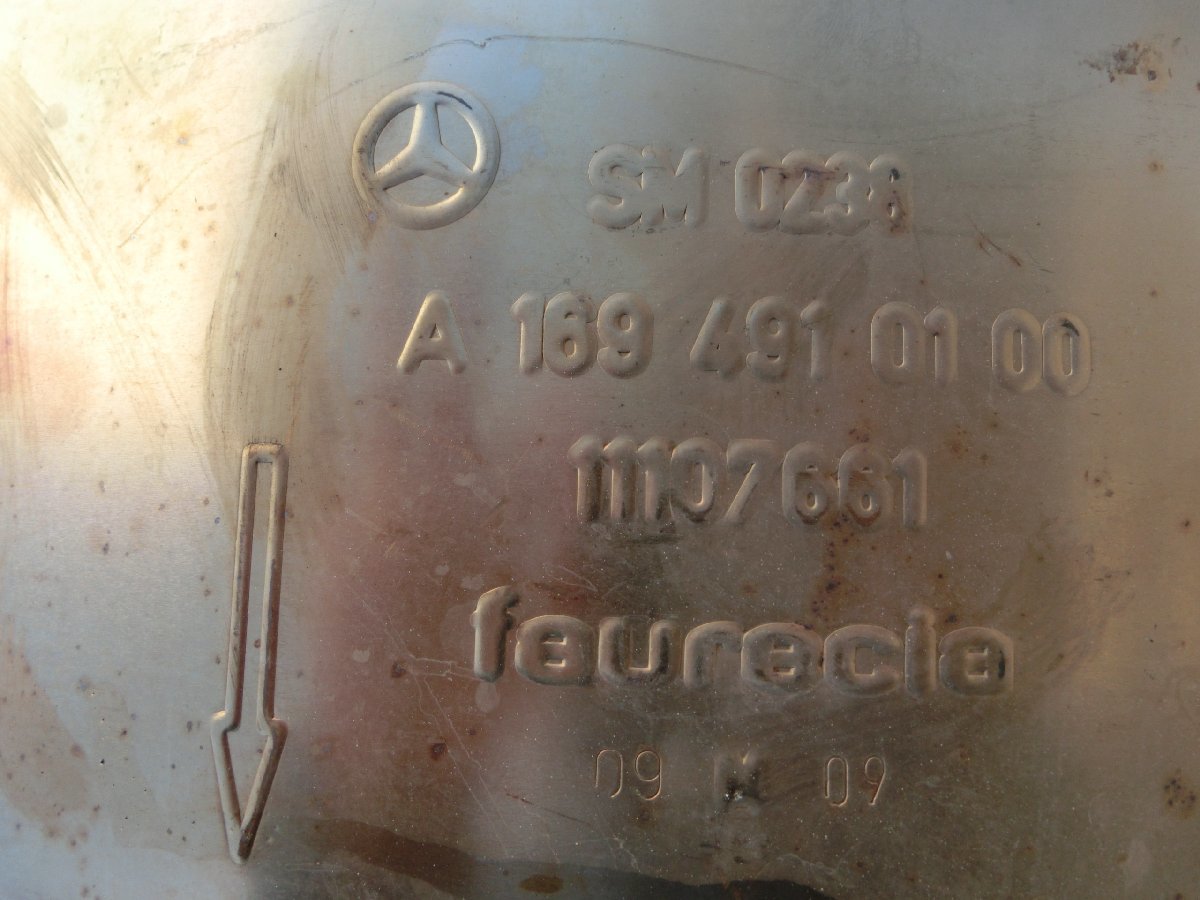 SM 0238
A 169 491 01 00
11107661
faurecia
09 M 09